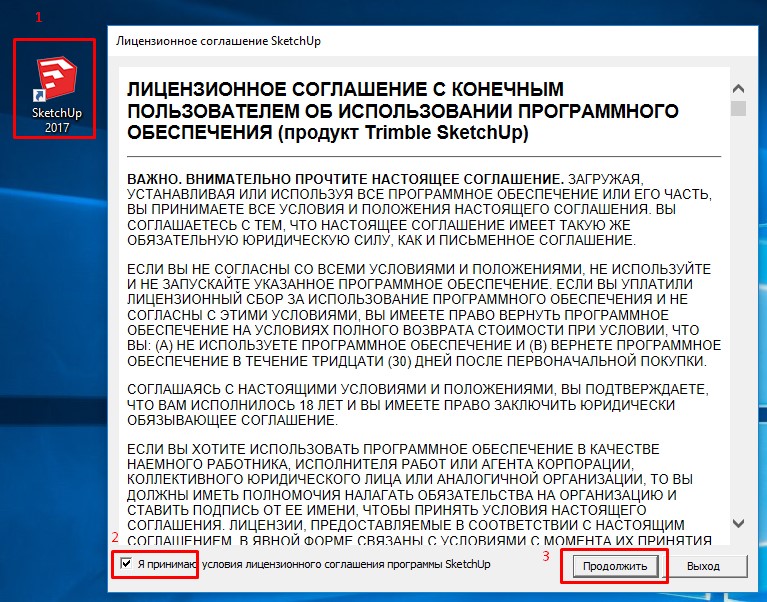 1
Лицензионное соглашение SketchUp
SketchUp
2017
ЛИЦЕНЗИОННОЕ СОГЛАШЕНИЕ С КОНЕЧНЫМ
ПОЛЬЗОВАТЕЛЕМ ОБ ИСПОЛЬЗОВАНИИ ПРОГРАММНОГО
ОБЕСПЕЧЕНИЯ (продукт Trimble SketchUp)
ВАЖНО. ВНИМАТЕЛЬНО ПРОЧТИТЕ НАСТОЯЩЕЕ СОГЛАШЕНИЕ. ЗАГРУЖАЯ,
УСТАНАВЛИВАЯ ИЛИ ИСПОЛЬЗУЯ ВСЕ ПРОГРАММНОЕ ОБЕСПЕЧЕНИЕ ИЛИ ЕГО ЧАСТЬ,
ВЫ ПРИНИМАЕТЕ ВСЕ УСЛОВИЯ И ПОЛОЖЕНИЯ НАСТОЯЩЕГО СОГЛАШЕНИЯ. ВЫ
СОГЛАШАЕТЕСЬ С ТЕМ, ЧТО НАСТОЯЩЕЕ СОГЛАШЕНИЕ ИМЕЕТ ТАКУЮ ЖЕ
ОБЯЗАТЕЛЬНУЮ ЮРИДИЧЕСКУЮ СИЛУ, КАК И ПИСЬМЕННОЕ СОГЛАШЕНИЕ.
ЕСЛИ ВЫ НЕ СОГЛАСНЫ СО ВСЕМИ УСЛОВИЯМИ И ПОЛОЖЕНИЯМИ, НЕ ИСПОЛЬЗУЙТЕ
И НЕ ЗАПУСКАЙТЕ УКАЗАННОЕ ПРОГРАММНОЕ ОБЕСПЕЧЕНИЕ. ЕСЛИ ВЫ УПЛАТИЛИ
ЛИЦЕНЗИОННЫЙ СБОР ЗА ИСПОЛЬЗОВАНИЕ ПРОГРАММНОГО ОБЕСПЕЧЕНИЯ И НЕ
СОГЛАСНЫ С ЭТИМИ УСЛОВИЯМИ, ВЫ ИМЕЕТЕ ПРАВО ВЕРНУТЬ ПРОГРАММНОЕ
ОБЕСПЕЧЕНИЕ НА УСЛОВИЯХ ПОЛНОГО ВОЗВРАТА СТОИМОСТИ ПРИ УСЛОВИИ, ЧТО
ВЫ: (А) НЕ ИСПОЛЬЗУЕТЕ ПРОГРАММНОЕ ОБЕСПЕЧЕНИЕ И (В) ВЕРНЕТЕ ПРОГРАММНОЕ
ОБЕСПЕЧЕНИЕ В ТЕЧЕНИЕ ТРИДЦАТИ (30) ДНЕЙ ПОСЛЕ ПЕРВОНАЧАЛЬНОЙ ПОКУПКИ.
СОГЛАШАЯСЬ С НАСТОЯЩИМИ УСЛОВИЯМИ И ПОЛОЖЕНИЯМИ, ВЫ ПОДТВЕРЖДАЕТЕ,
ЧТО ВАМ ИСПОЛНИЛОСЬ 18 ЛЕТ И ВЫ ИМЕЕТЕ ПРАВО ЗАКЛЮЧИТЬ ЮРИДИЧЕСКИ
ОБЯЗЫВАЮЩЕЕ СОГЛАШЕНИЕ.
ЕСЛИ ВЫ ХОТИТЕ ИСПОЛЬЗОВАТЬ ПРОГРАММНОЕ ОБЕСПЕЧЕНИЕ В КАЧЕСТВЕ
НАЕМНОГО РАБОТНИКА, ИСПОЛНИТЕЛЯ РАБОТ ИЛИ АГЕНТА КОРПОРАЦИИ,
КОЛЛЕКТИВНОГО ЮРИДИЧЕСКОГО ЛИЦА ИЛИ АНАЛОГИЧНОЙ ОРГАНИЗАЦИИ, ТО ВЫ
ДОЛЖНЫ ИМЕТЬ ПОЛНОМОЧИЯ НАЛАГАТЬ ОБЯЗАТЕЛЬСТВА НА ОРГАНИЗАЦИЮ И
СТАВИТЬ ПОДПИСЬ ОТ ЕЕ ИМЕНИ, ЧТОБЫ ПРИНЯТЬ УСЛОВИЯ НАСТОЯЩЕГО
СОГЛАШЕНИЯ. ЛИЦЕНЗИИ, ПРЕДОСТАВЛЯЕМЫЕ В СООТВЕТСТВИИ С НАСТОЯЩИМ
СОГЛАШЕНИЕМ, В ЯВНОЙ ФОРМЕ СВЯЗАНЫ С УСЛОВИЯМИ С МОМЕНТА ИХ ПРИНЯТИЯ
2
Я принимаю условия лицензионного соглашения программы SketchUp
3
Продолжить
Выход